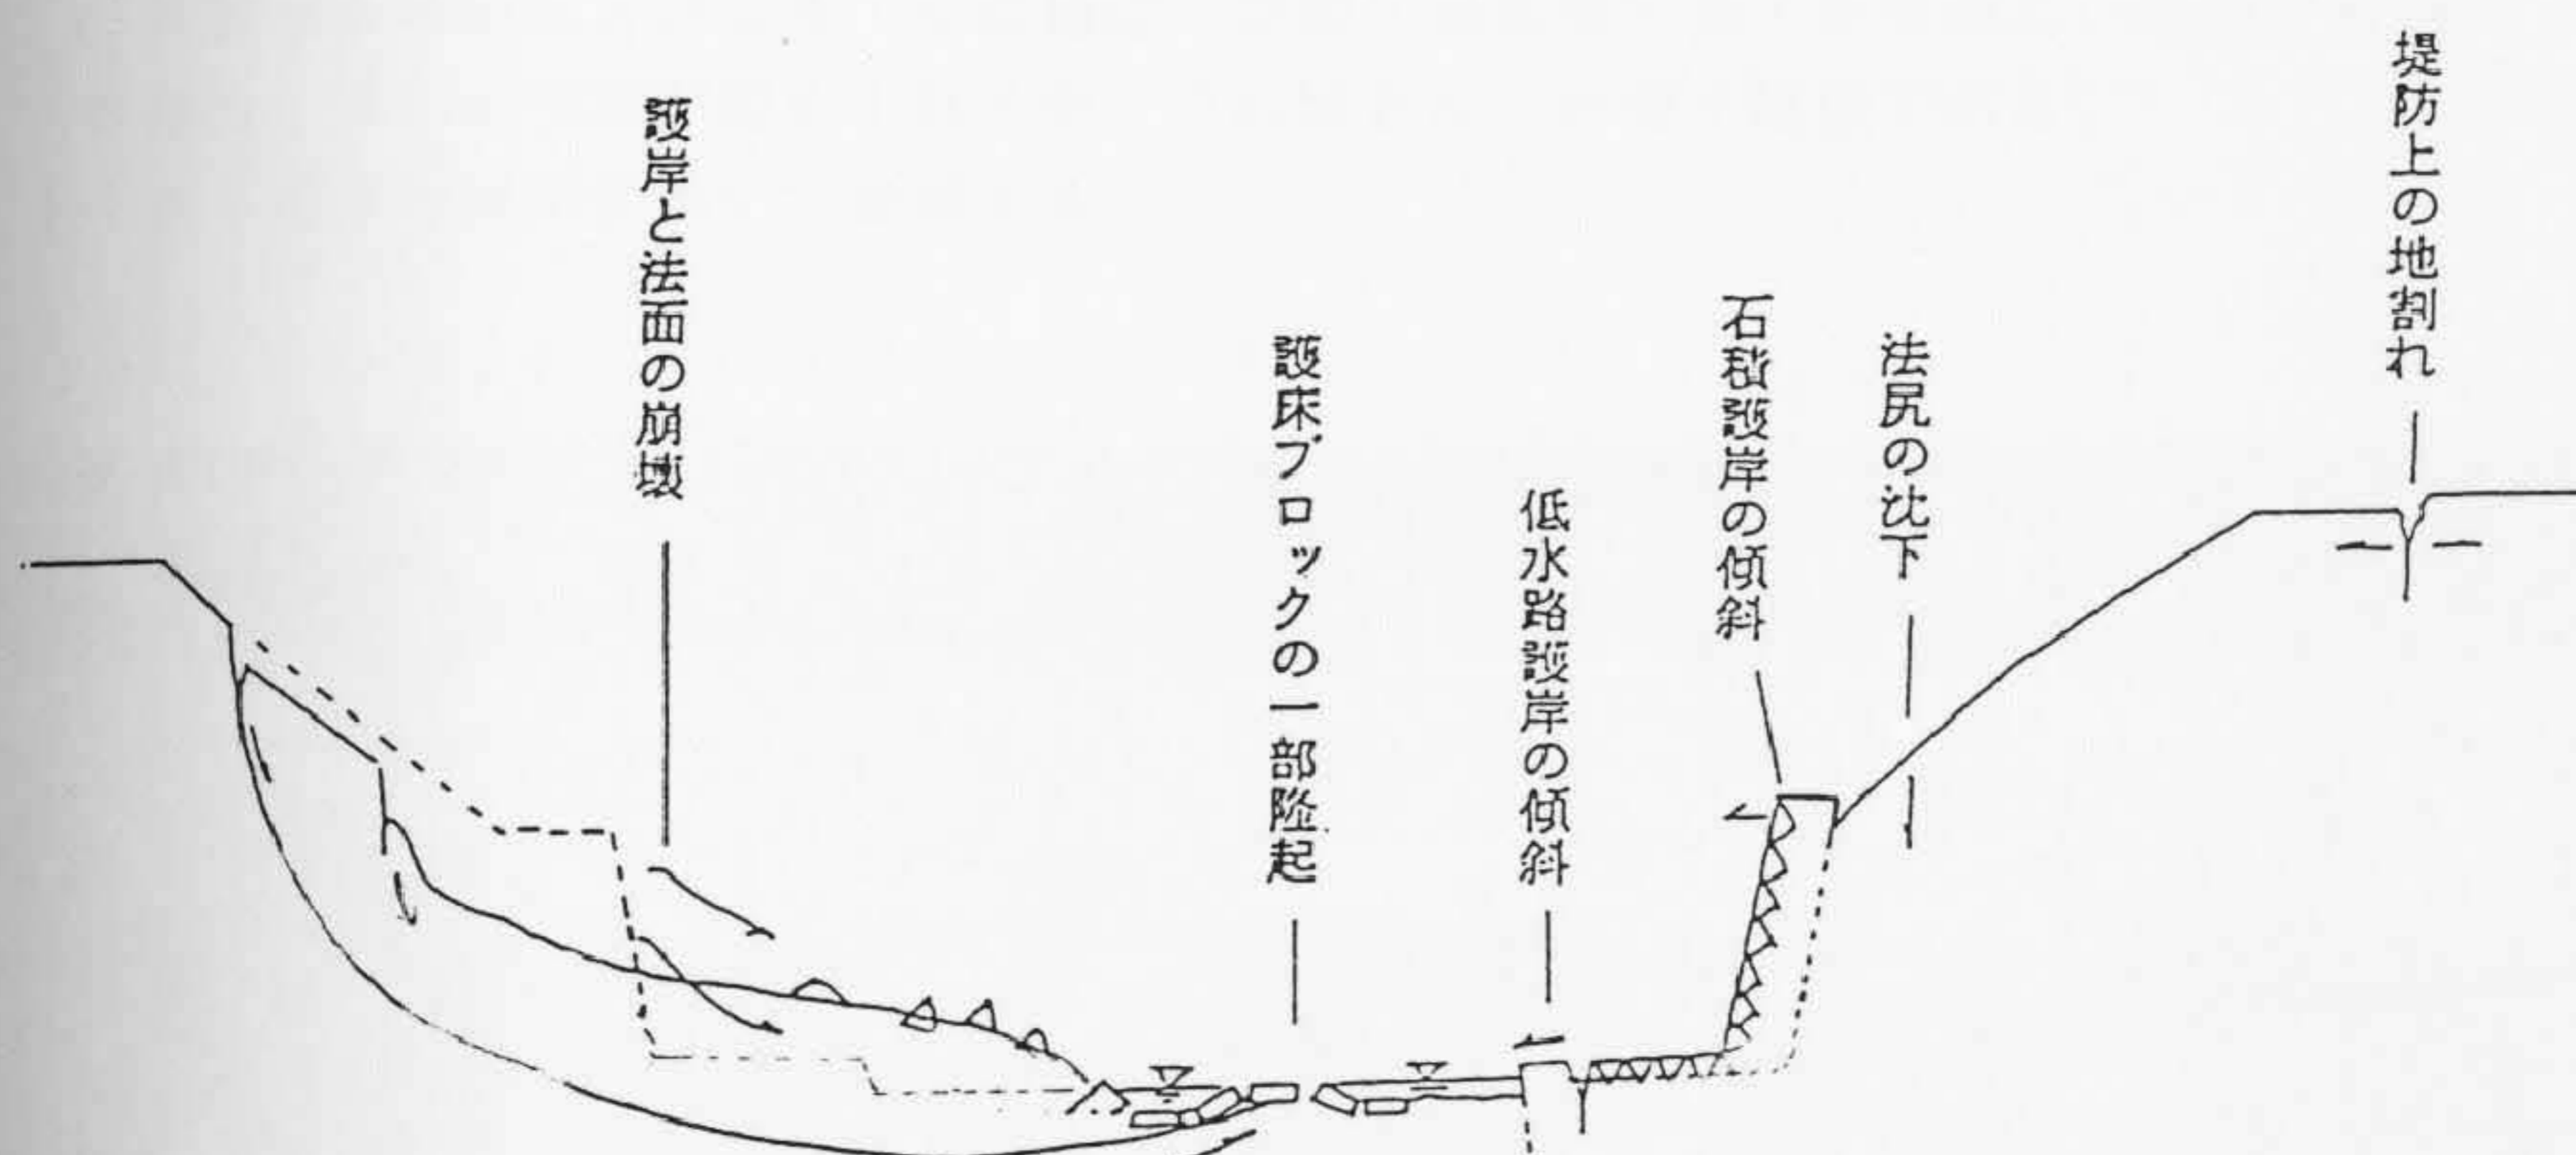 堤防上の地割れ
法尻の沈下
石積護岸の傾斜
低水路護岸の傾斜
護床ブロックの一部隆起
護岸と法面の崩壊